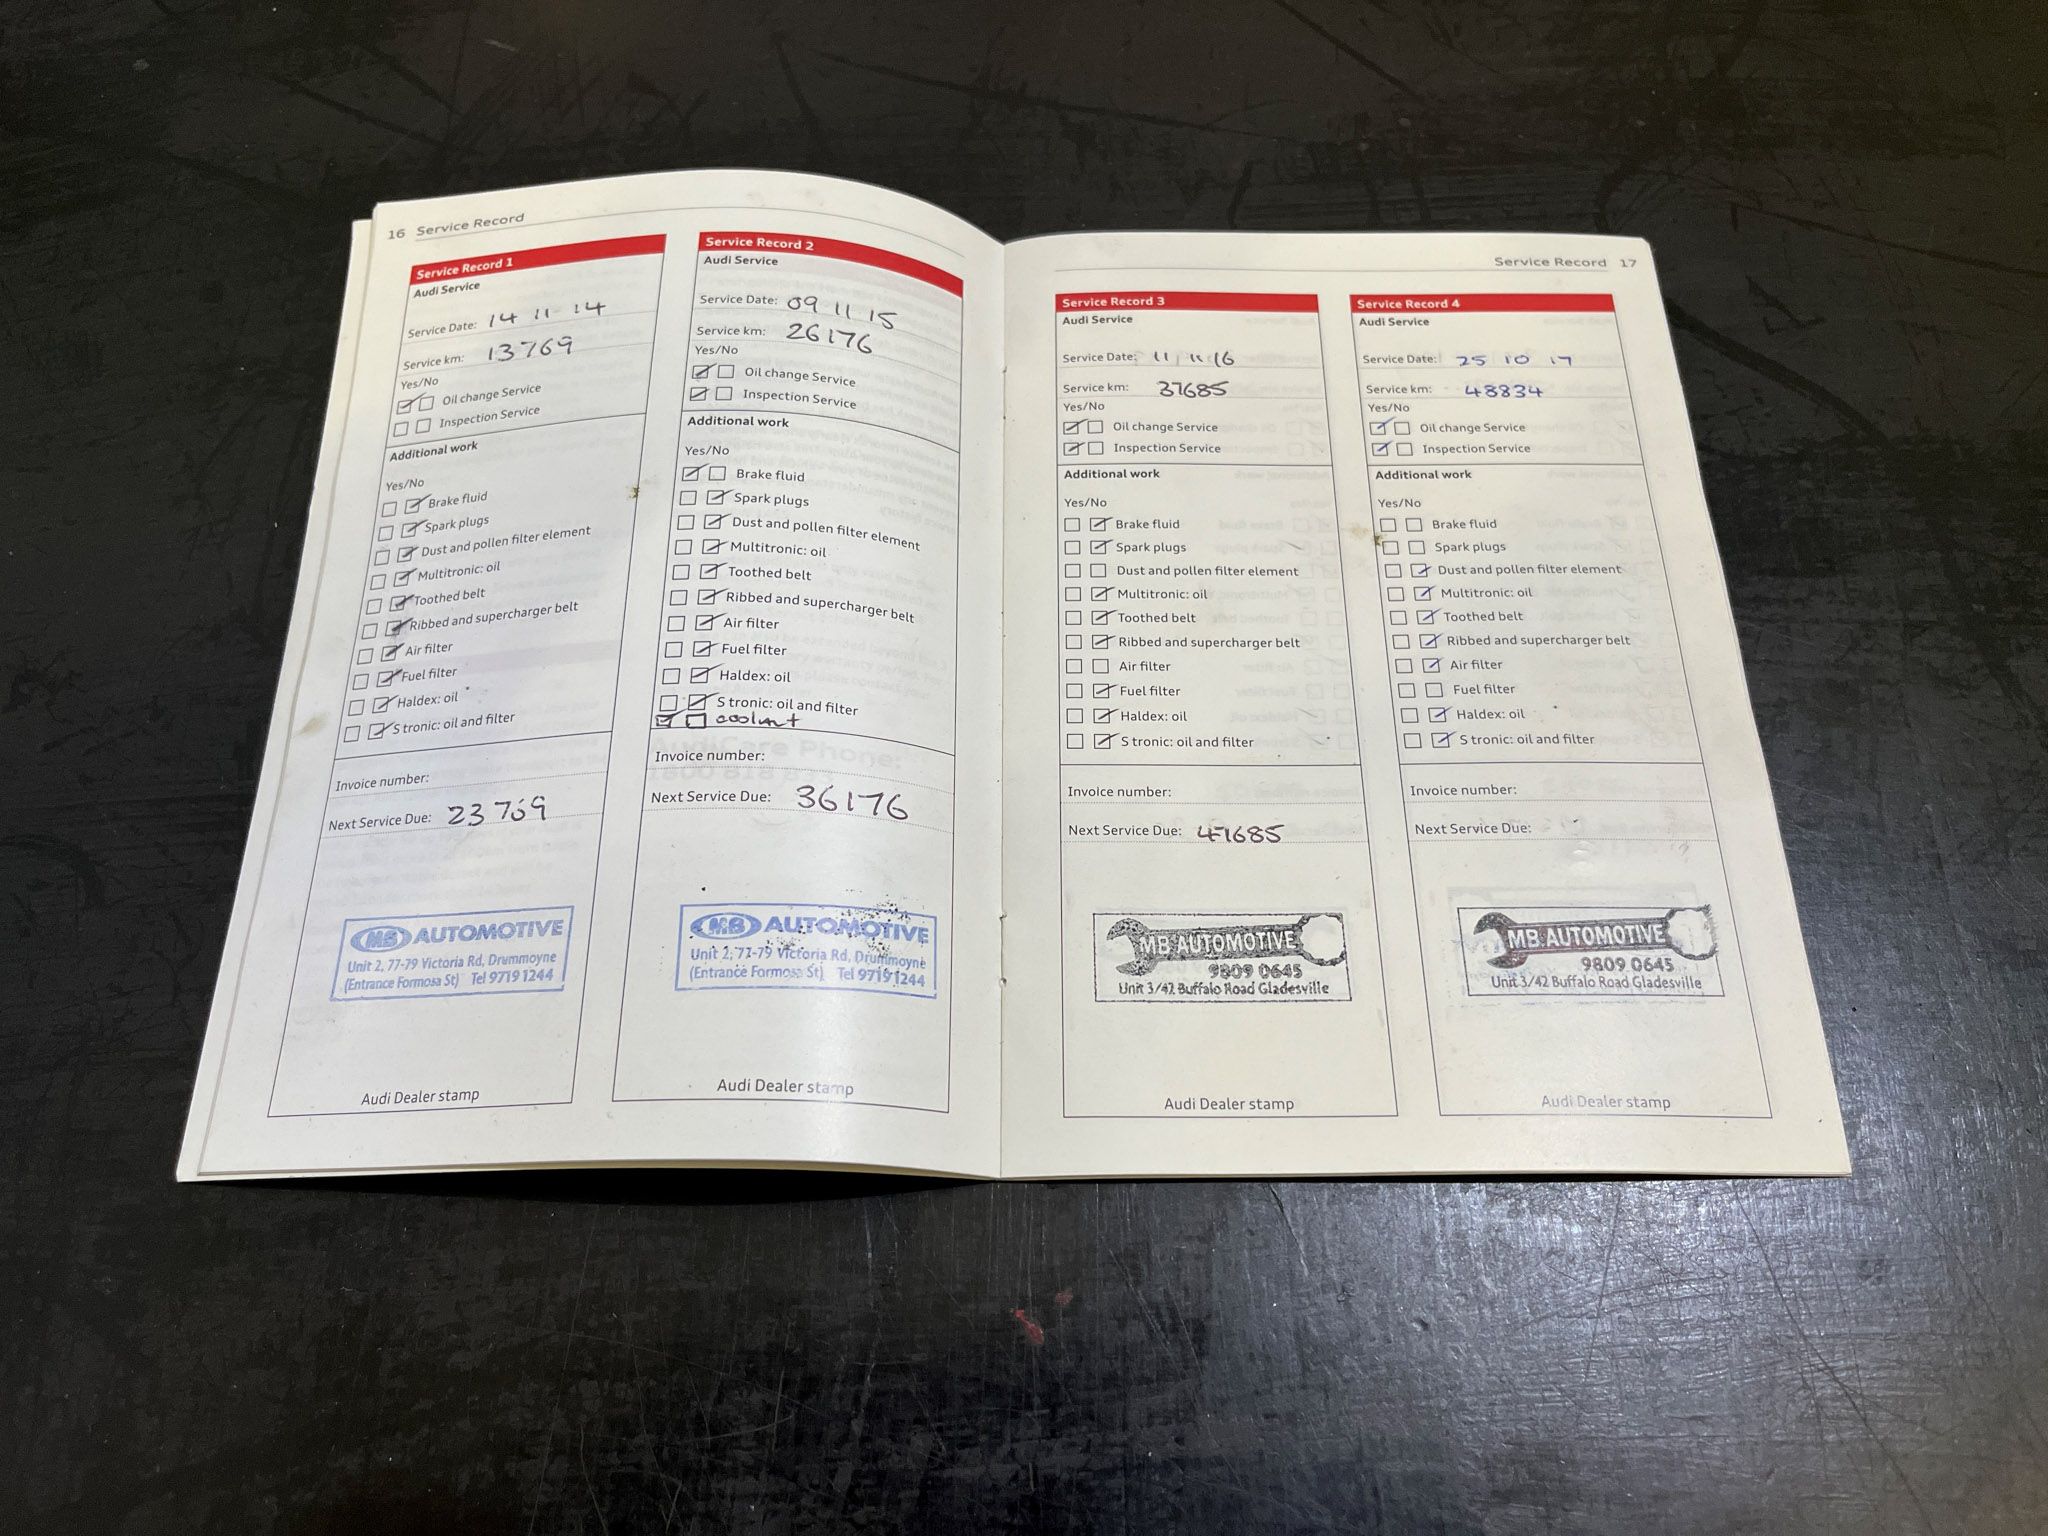 16 Service Record
Service Record 1
Audi Service
Service Date: 14 11 14
Service km: 13769
Yes/No
Oil change Service
Inspection Service
Additional work
Yes/No
Brake fluid
Spark plugs
Dust and pollen filter element
Multitronic: oil
Toothed belt
Ribbed and supercharger belt
Air filter
Fuel filter
Haldex: oil
S tronic: oil and filter
Invoice number:
Next Service Due: 23769
MB AUTOMOTIVE
Unit 2, 77-79 Victoria Rd, Drummoyne
(Entrance Formosa St) Tel 9719 1244
Audi Dealer stamp
Service Record 2
Audi Service
Service Date: 09 11 15
Service km: 26176
Yes/No
Oil change Service
Inspection Service
Additional work
Yes/No
Brake fluid
Spark plugs
Dust and pollen filter element
Multitronic: oil
Toothed belt
Ribbed and supercharger belt
Air filter
Fuel filter
Haldex: oil
S tronic: oil and filter
coolant
Invoice number:
Next Service Due: 36176
MB AUTOMOTIVE
Unit 2, 77-79 Victoria Rd, Drummoyne
(Entrance Formosa St) Tel 9719 1244
Audi Dealer stamp
Service Record 17
Service Record 3
Audi Service
Service Date: 11 11 16
Service km: 37685
Yes/No
Oil change Service
Inspection Service
Additional work
Yes/No
Brake fluid
Spark plugs
Dust and pollen filter element
Multitronic: oil
Toothed belt
Ribbed and supercharger belt
Air filter
Fuel filter
Haldex: oil
S tronic: oil and filter
Invoice number:
Next Service Due: 47685
MB AUTOMOTIVE
9809 0645
Unit 3/42 Buffalo Road Gladesville
Audi Dealer stamp
Service Record 4
Audi Service
Service Date: 25 10 17
Service km: 48834
Yes/No
Oil change Service
Inspection Service
Additional work
Yes/No
Brake fluid
Spark plugs
Dust and pollen filter element
Multitronic: oil
Toothed belt
Ribbed and supercharger belt
Air filter
Fuel filter
Haldex: oil
S tronic: oil and filter
Invoice number:
Next Service Due:
MB AUTOMOTIVE
9809 0645
Unit 3/42 Buffalo Road Gladesville
Audi Dealer stamp